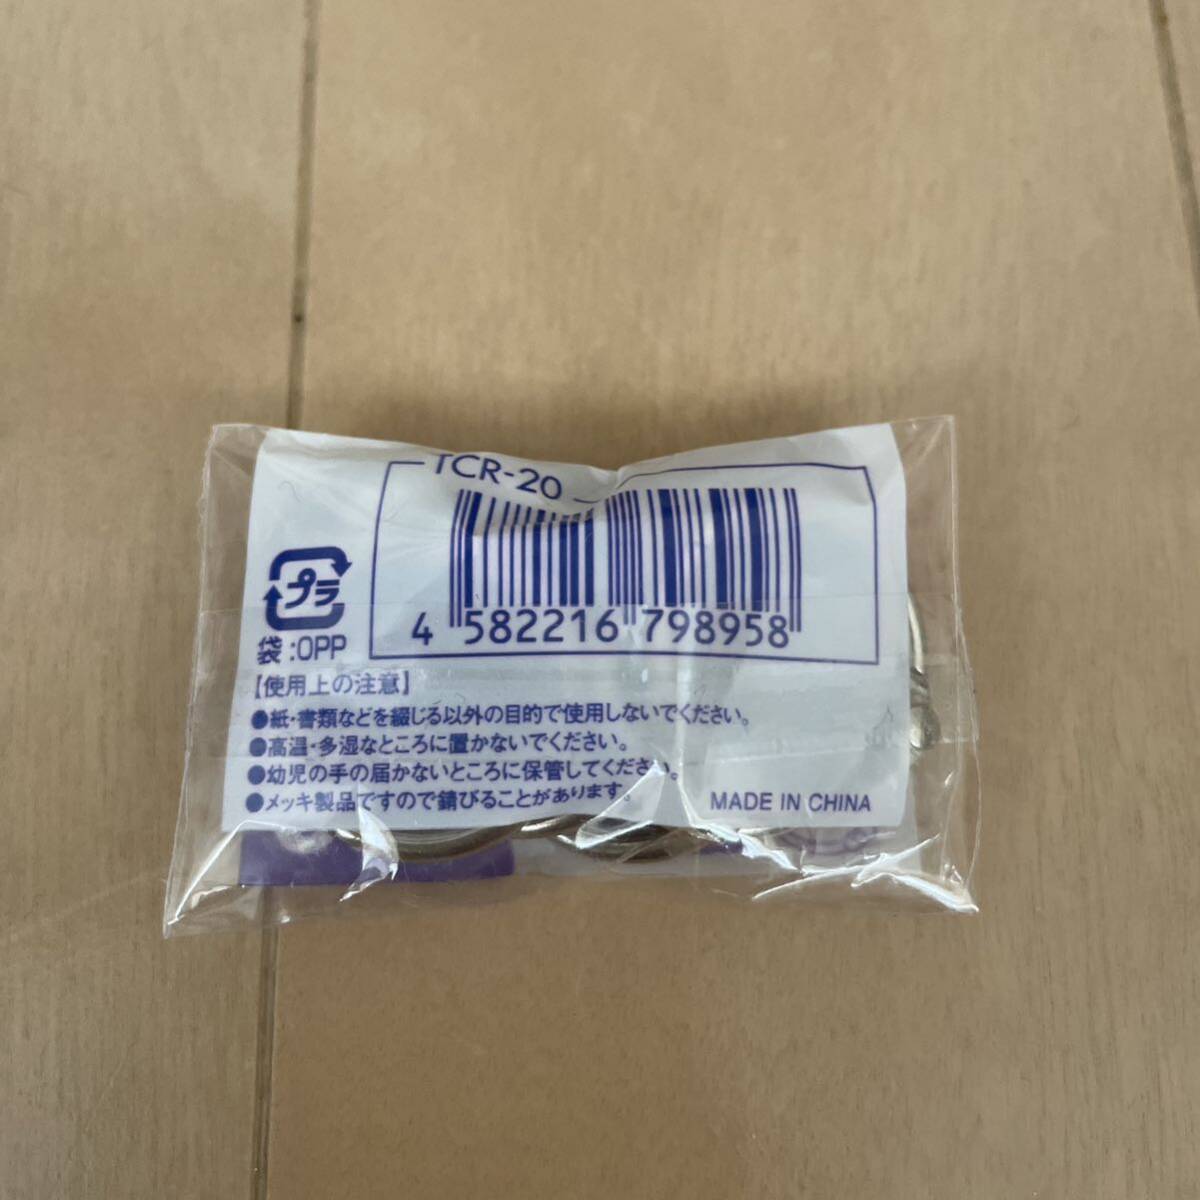 TCR-20
4 582216 798958
プラ
袋:OPP
【使用上の注意】
●紙・書類などを綴じる以外の目的で使用しないでください。
●高温・多湿なところに置かないでください。
●幼児の手の届かないところに保管してください。
●メッキ製品ですので錆びることがあります。
MADE IN CHINA